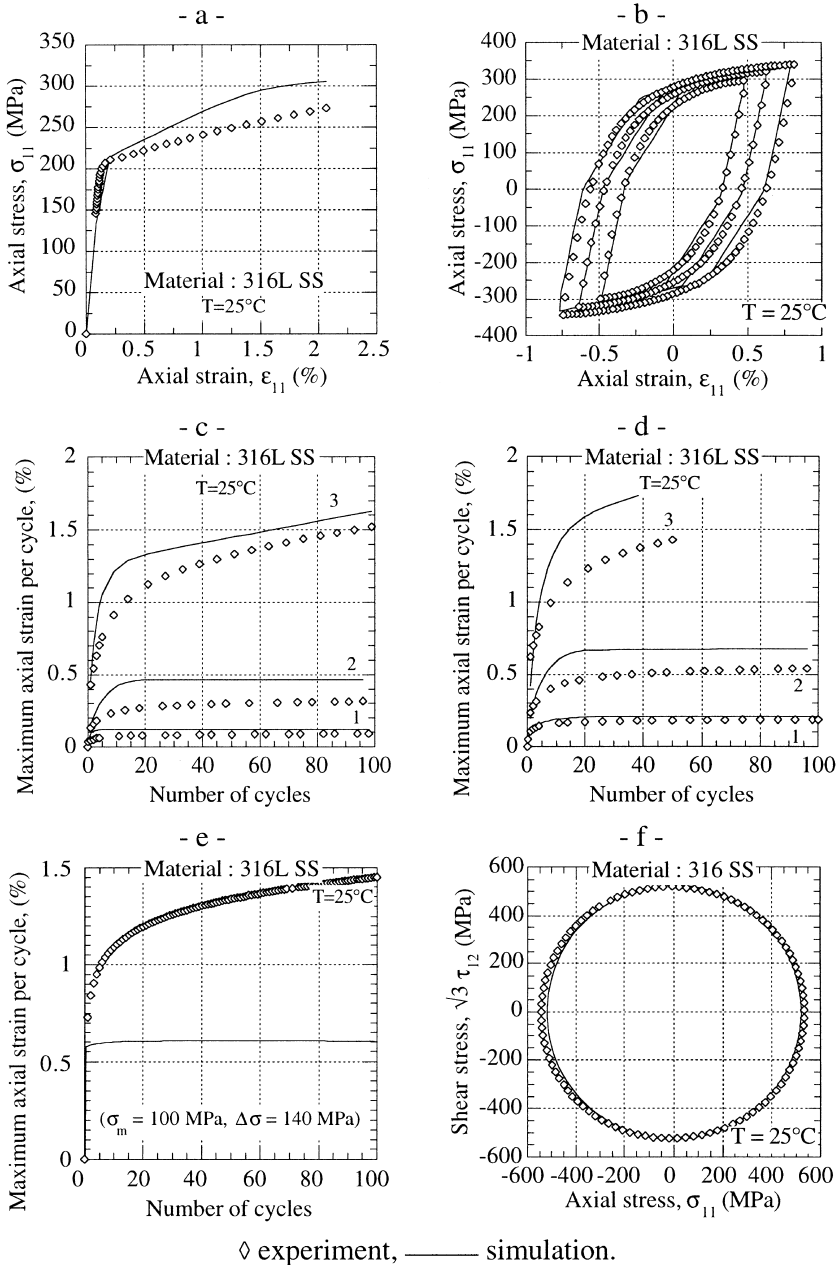 - a -
350
300
250
200
150
100
50
0
Axial stress, σ11 (MPa)
Material : 316L SS
T=25°C
0 0.5 1 1.5 2 2.5
Axial strain, ε11 (%)
- b -
Material : 316L SS
400
300
200
100
0
-100
-200
-300
-400
Axial stress, σ11 (MPa)
T = 25°C
-1 -0.5 0 0.5 1
Axial strain, ε11 (%)
- c -
Material : 316L SS
T=25°C
2
1.5
1
0.5
0
Maximum axial strain per cycle, (%)
3
2
1
0 20 40 60 80 100
Number of cycles
- d -
Material : 316L SS
T=25°C
2
1.5
1
0.5
0
Maximum axial strain per cycle, (%)
3
2
1
0 20 40 60 80 100
Number of cycles
- e -
Material : 316L SS
T=25°C
1.5
1
0.5
0
Maximum axial strain per cycle, (%)
(σm = 100 MPa, Δσ = 140 MPa)
0 20 40 60 80 100
Number of cycles
- f -
Material : 316 SS
600
400
200
0
-200
-400
-600
Shear stress, √3 τ12 (MPa)
T = 25°C
-600 -400 -200 0 200 400 600
Axial stress, σ11 (MPa)
◊ experiment, —— simulation.